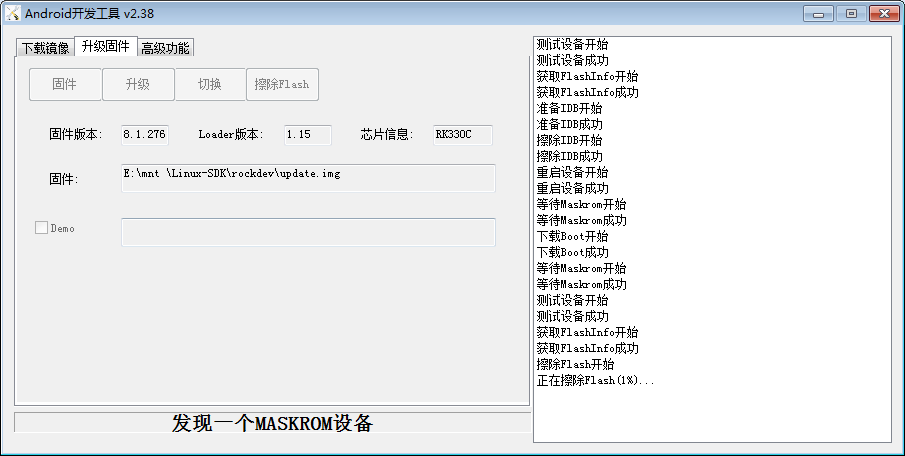 Android开发工具 v2.38
下载镜像 升级固件 高级功能
固件 升级 切换 擦除Flash
固件版本: 8.1.276 Loader版本: 1.15 芯片信息: RK330C
固件: E:\mnt \Linux-SDK\rockdev\update.img
Demo
发现一个MASKROM设备
测试设备开始
测试设备成功
获取FlashInfo开始
获取FlashInfo成功
准备IDB开始
准备IDB成功
擦除IDB开始
擦除IDB成功
重启设备开始
重启设备成功
等待Maskrom开始
等待Maskrom成功
下载Boot开始
下载Boot成功
等待Maskrom开始
等待Maskrom成功
测试设备开始
测试设备成功
获取FlashInfo开始
获取FlashInfo成功
擦除Flash开始
正在擦除Flash(1%)...